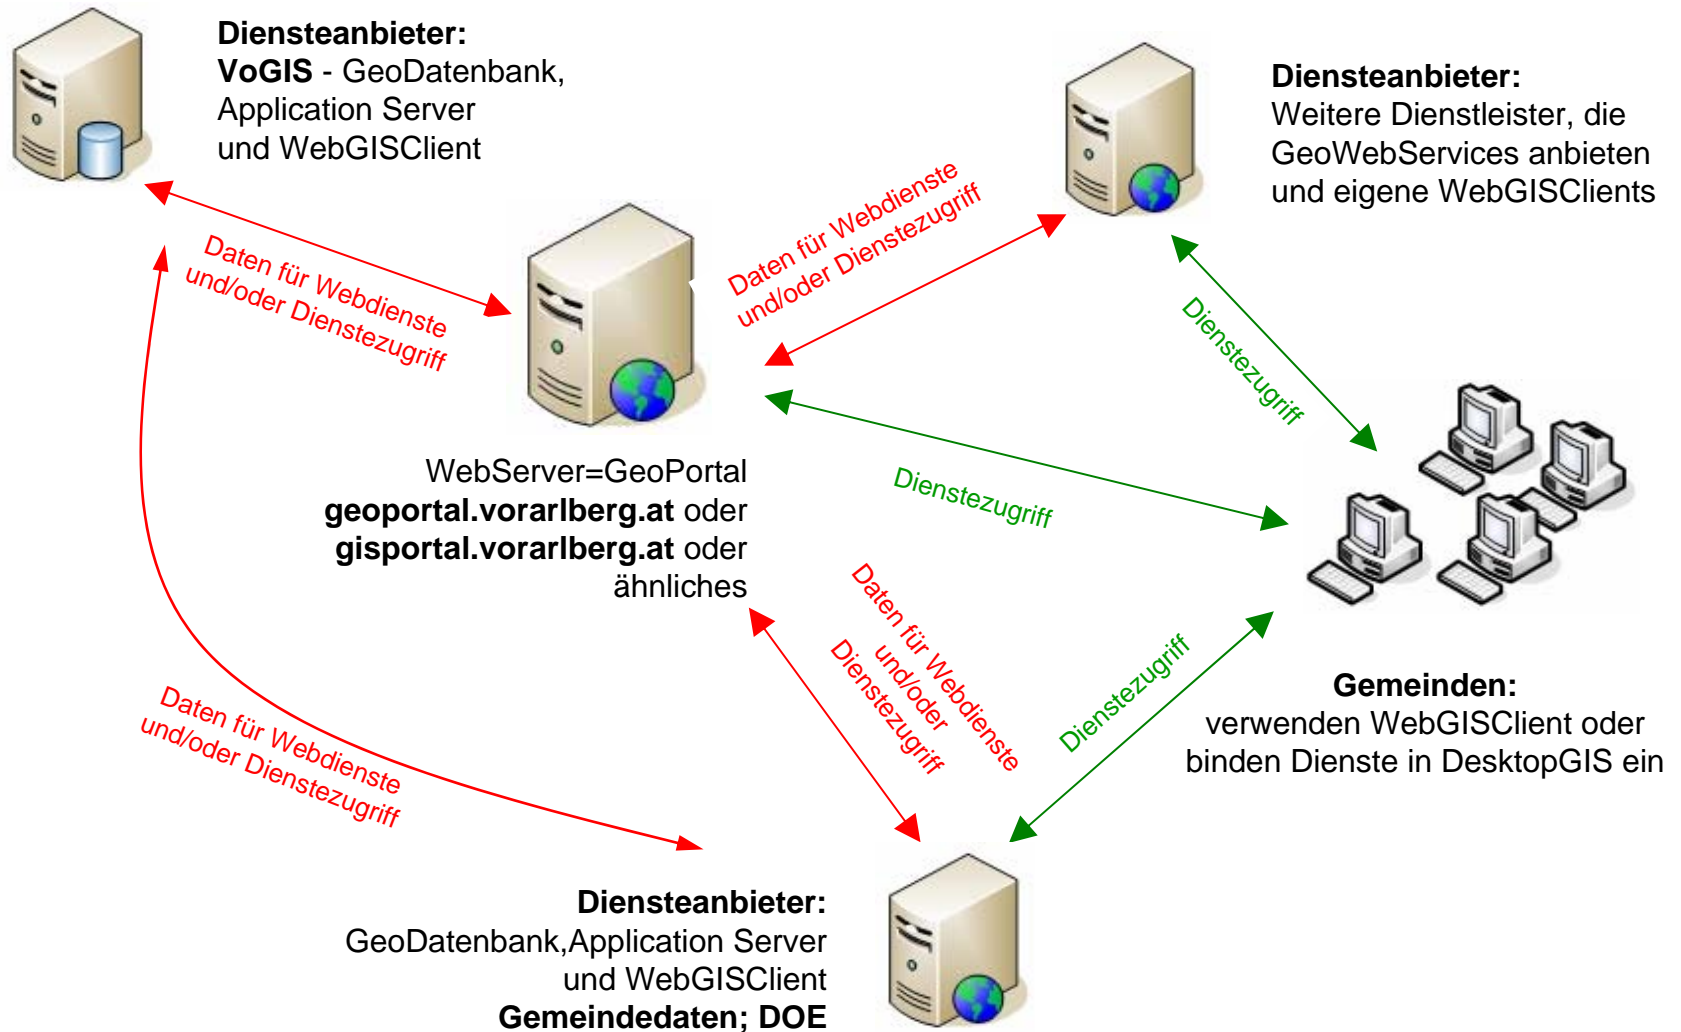 Diensteanbieter:
VoGIS - GeoDatenbank,
Application Server
und WebGISClient
Diensteanbieter:
Weitere Dienstleister, die
GeoWebServices anbieten
und eigene WebGISClients
Daten für Webdienste
und/oder Dienstezugriff
Daten für Webdienste
und/oder Dienstezugriff
Dienstezugriff
WebServer=GeoPortal
geoportal.vorarlberg.at oder
gisportal.vorarlberg.at oder
ähnliches
Dienstezugriff
Daten für Webdienste
und/oder
Dienstezugriff
Dienstezugriff
Gemeinden:
verwenden WebGISClient oder
binden Dienste in DesktopGIS ein
Daten für Webdienste
und/oder Dienstezugriff
Diensteanbieter:
GeoDatenbank,Application Server
und WebGISClient
Gemeindedaten; DOE